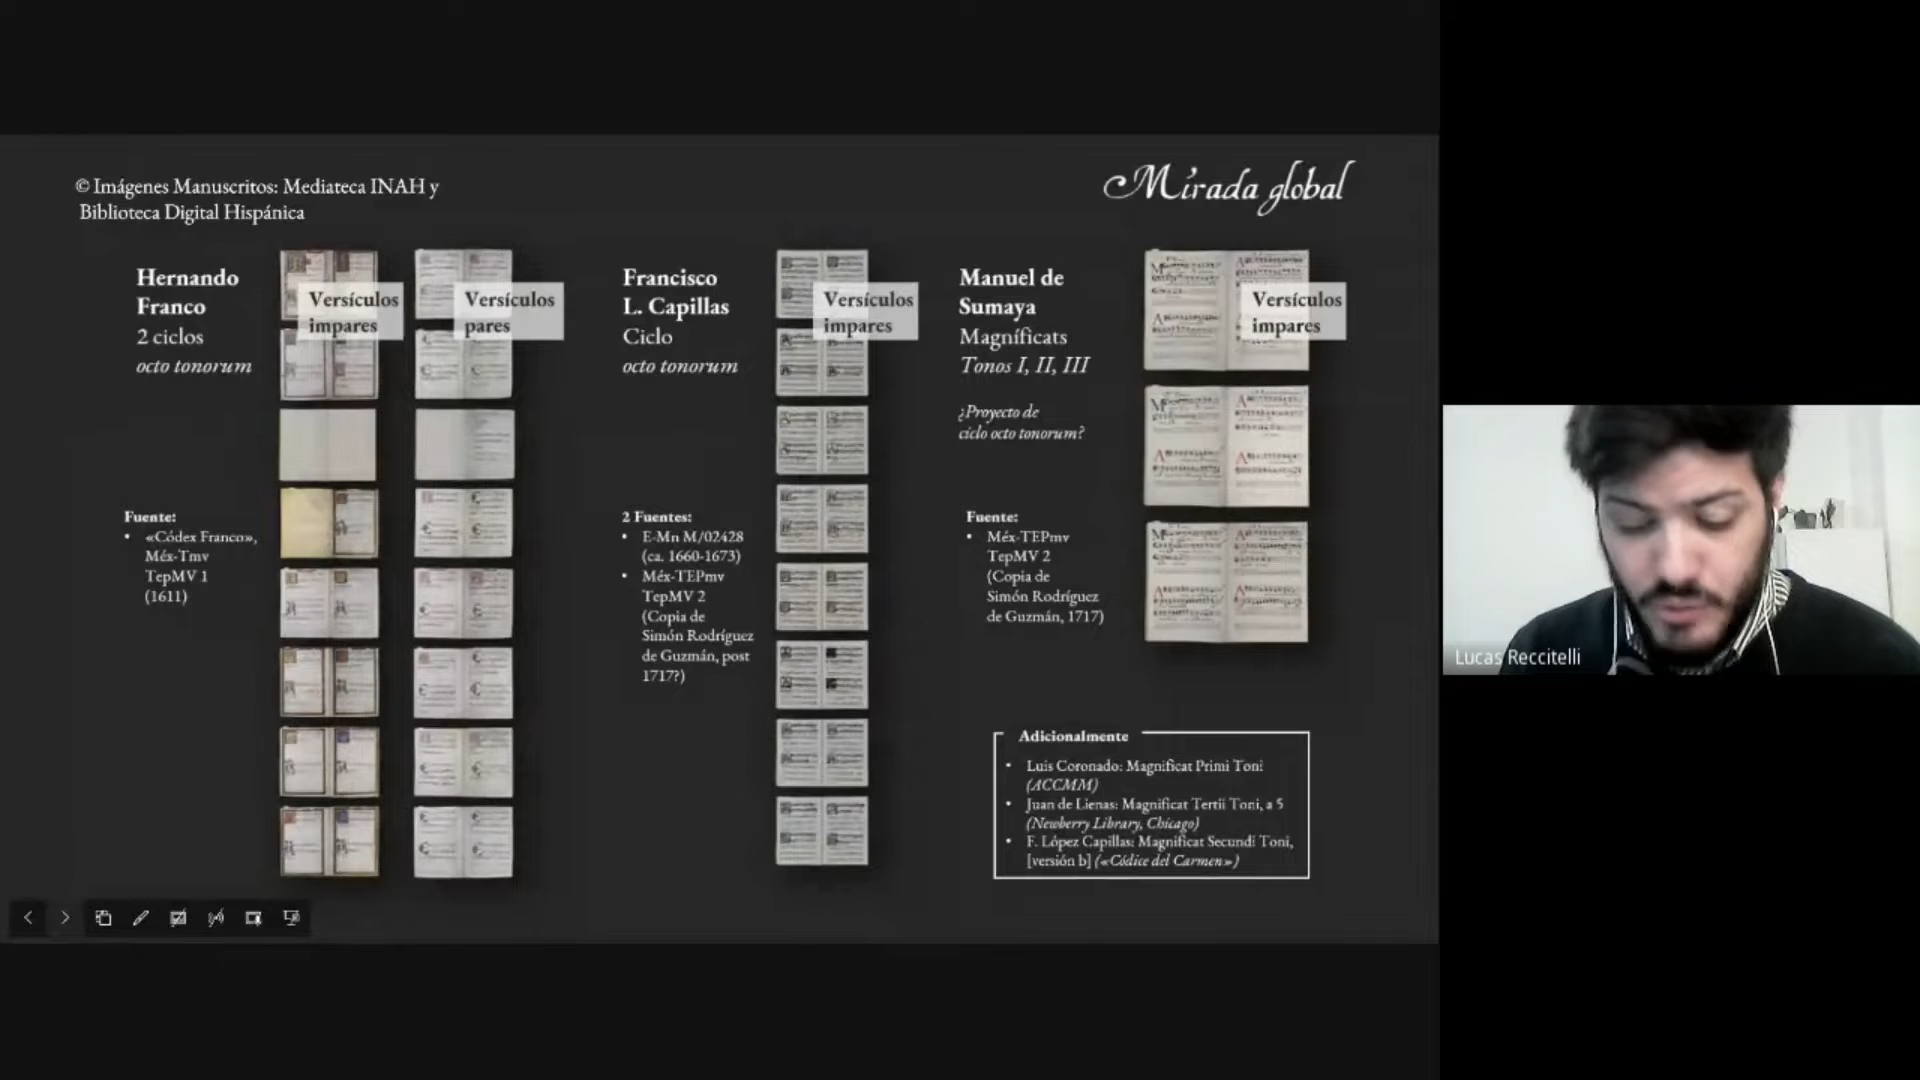 © Imágenes Manuscritos: Mediateca INAH y
Biblioteca Digital Hispánica
Mirada global
Hernando
Franco
2 ciclos
octo tonorum
Versículos
impares
Versículos
pares
Fuente:
• «Códex Franco»,
Méx-Tmv
TepMV 1
(1611)
Francisco
L. Capillas
Ciclo
octo tonorum
Versículos
impares
2 Fuentes:
• E-Mn M/02428
(ca. 1660-1673)
• Méx-TEPmv
TepMV 2
(Copia de
Simón Rodríguez
de Guzmán, post
1717?)
Manuel de
Sumaya
Magníficats
Tonos I, II, III
¿Proyecto de
ciclo octo tonorum?
Versículos
impares
Fuente:
• Méx-TEPmv
TepMV 2
(Copia de
Simón Rodríguez
de Guzmán, 1717)
Adicionalmente
• Luis Coronado: Magnificat Primi Toni
(ACCMM)
• Juan de Lienas: Magnificat Tertii Toni, a 5
(Newberry Library, Chicago)
• F. López Capillas: Magnificat Secundi Toni,
[versión b] («Códice del Carmen»)
Lucas Reccitelli